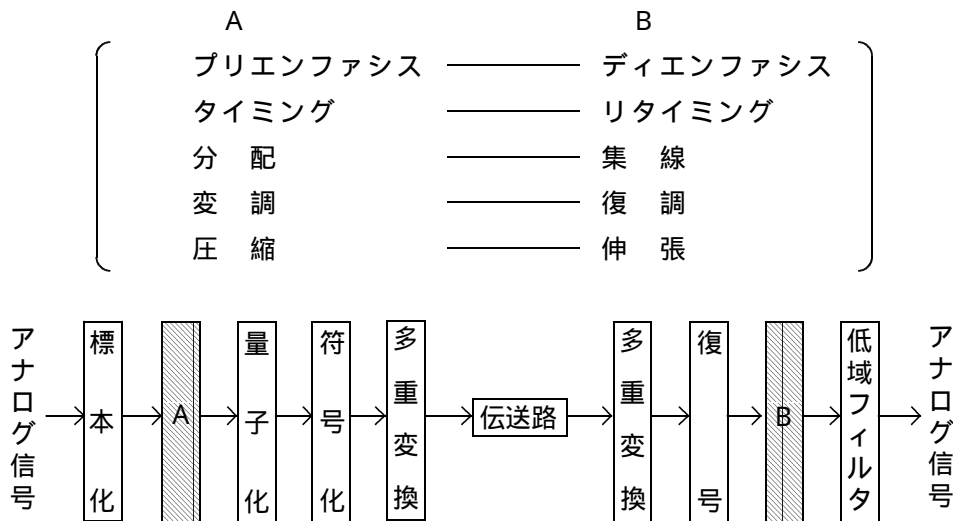 A B
プリエンファシス ディエンファシス
タイミング リタイミング
分 配 集 線
変 調 復 調
圧 縮 伸 張
アナログ信号
標本化
A
量子化
符号化
多重変換
伝送路
多重変換
復号
B
低域フィルタ
アナログ信号